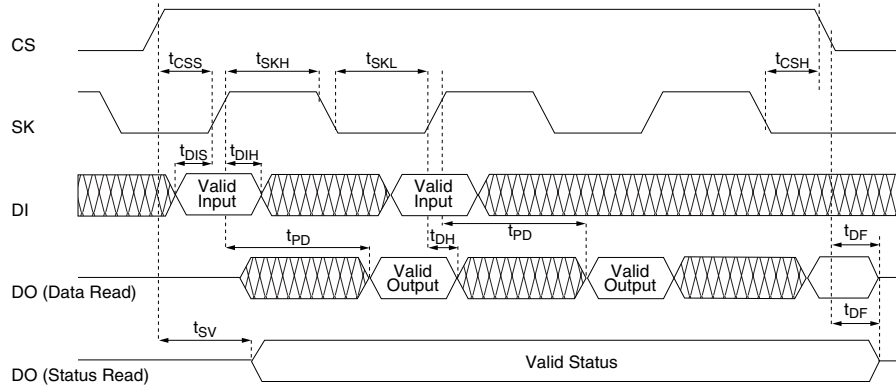 CS
tCSS
tSKH
tSKL
tCSH
SK
tDIS
tDIH
DI
Valid
Input
Valid
Input
tPD
tDH
tPD
tDF
DO (Data Read)
Valid
Output
Valid
Output
tDF
tSV
DO (Status Read)
Valid Status